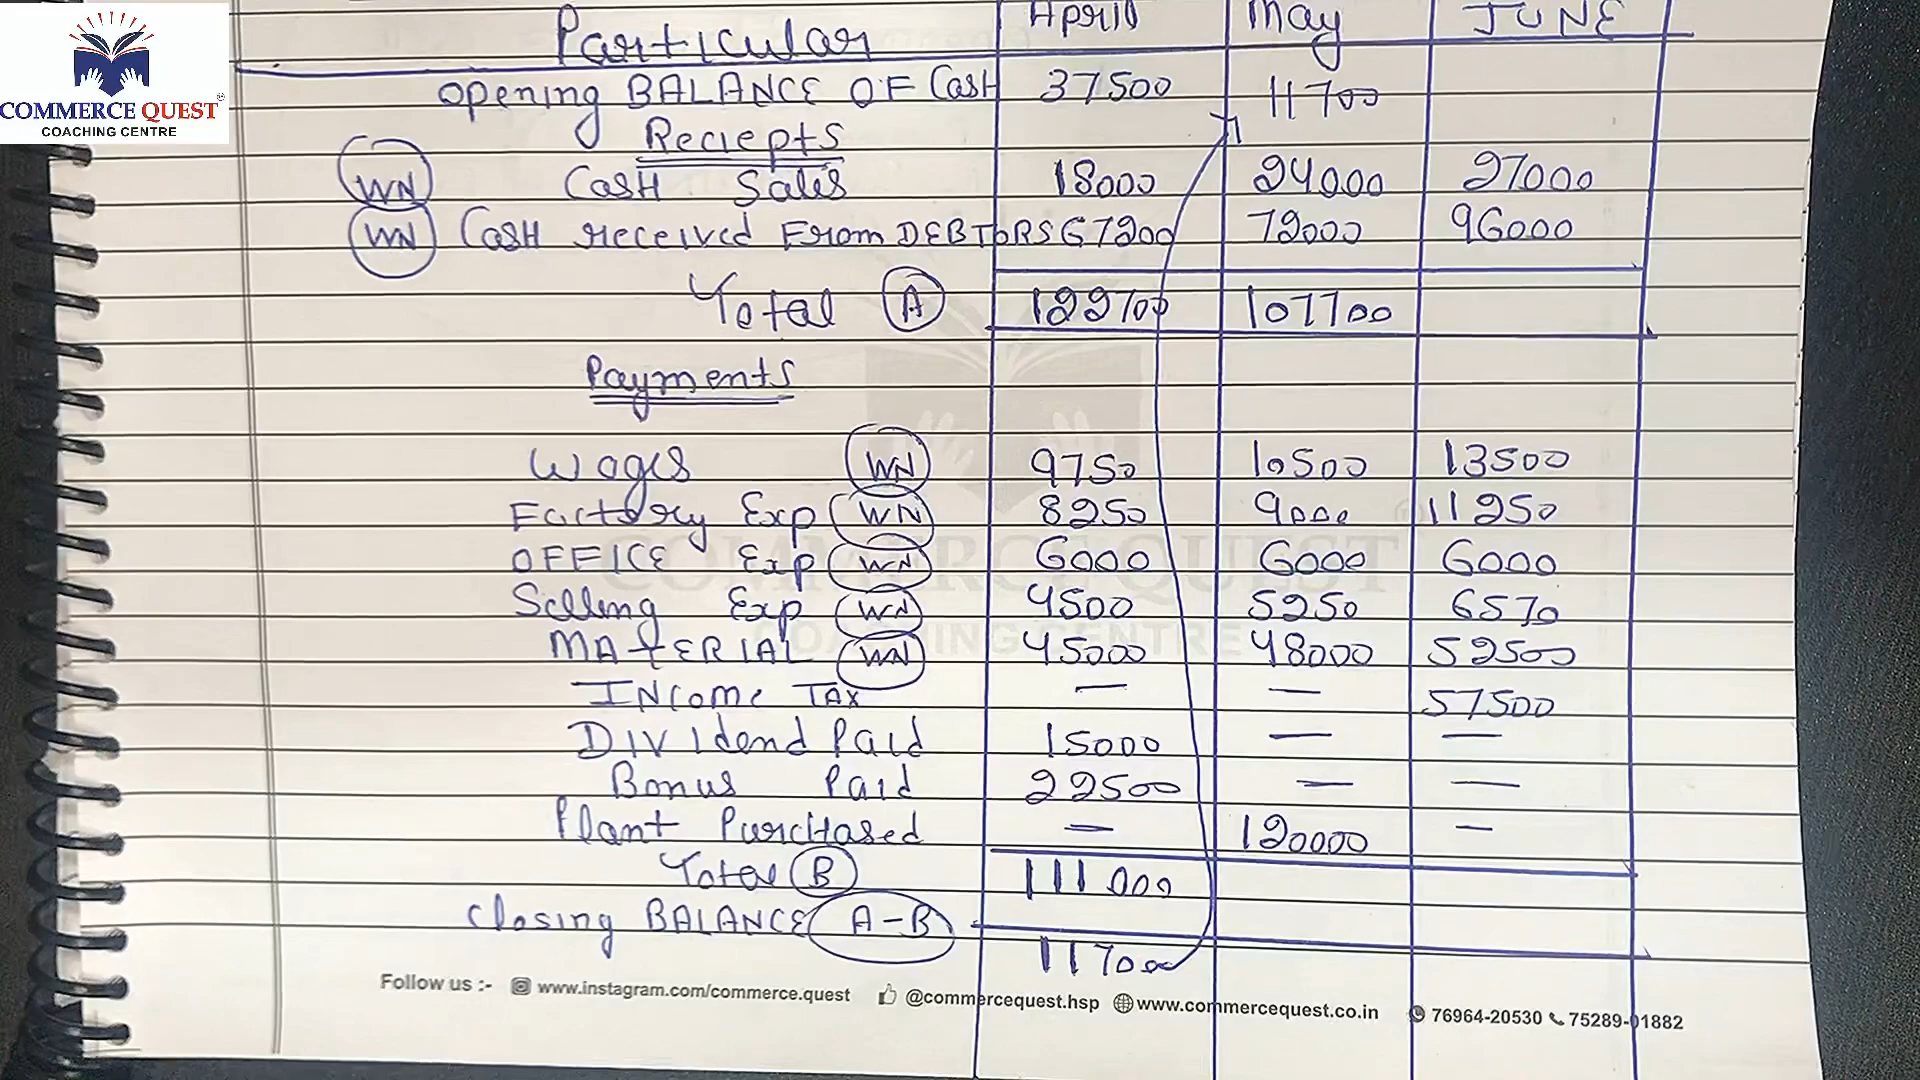 COMMERCE QUEST
COACHING CENTRE
Particular April May JUNE
Opening BALANCE OF Cash 37500 11700
Reciepts
WN Cash Sales 18000 24000 27000
WN Cash received From DEBTORS 67200 72000 96000
Total A 122700 107700
Payments
Wages WN 9750 10500 13500
Factory Exp WN 8250 9000 11250
OFFICE Exp WN 6000 6000 6000
Selling Exp WN 4500 5250 6570
MATERIAL WN 45000 48000 52500
INCome TAX — — 57500
Dividend Paid 15000 — —
Bonus Paid 22500 — —
Plant Purchased — 120000 —
Total B 111000
Closing BALANCE A-B 11700
COMMERCE QUEST
COACHING CENTRE
Follow us :- www.instagram.com/commerce.quest @commercequest.hsp www.commercequest.co.in 76964-20530 75289-01882